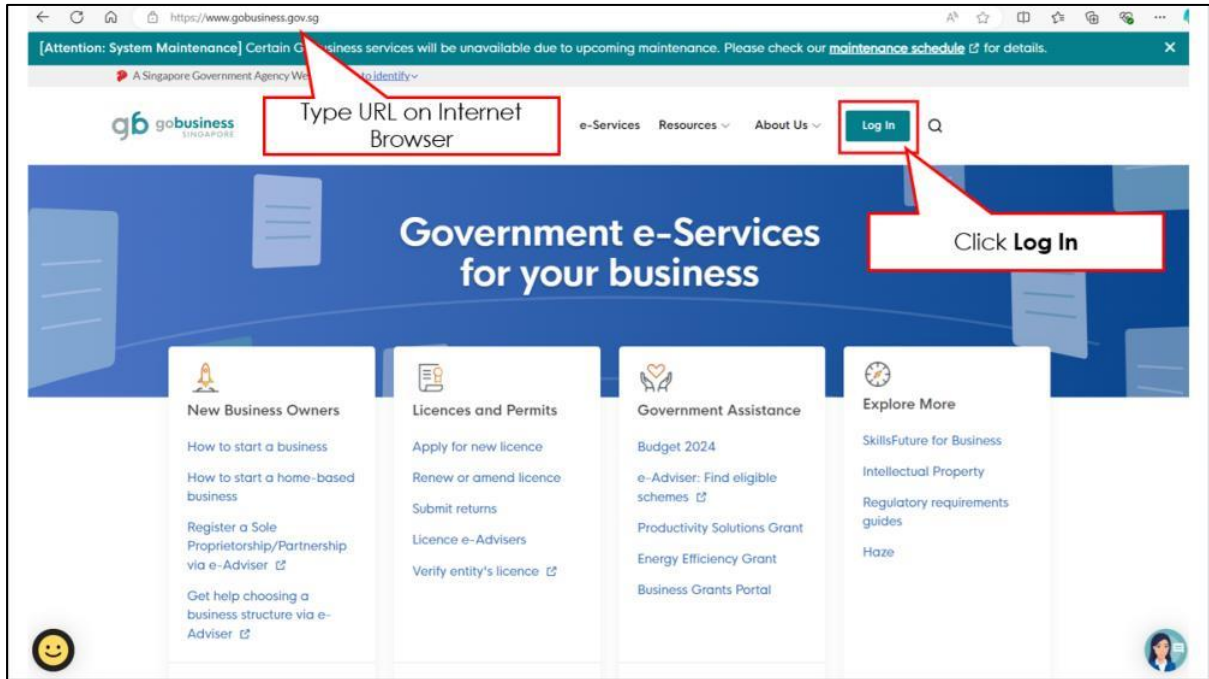 https://www.gobusiness.gov.sg
[Attention: System Maintenance] Certain G usiness services will be unavailable due to upcoming maintenance. Please check our maintenance schedule for details.
A Singapore Government Agency We to identify
gobusiness
SINGAPORE
Type URL on Internet
Browser
e-Services Resources About Us Log In
Click Log In
Government e-Services
for your business
New Business Owners
How to start a business
How to start a home-based
business
Register a Sole
Proprietorship/Partnership
via e-Adviser
Get help choosing a
business structure via e-
Adviser
Licences and Permits
Apply for new licence
Renew or amend licence
Submit returns
Licence e-Advisers
Verify entity's licence
Government Assistance
Budget 2024
e-Adviser: Find eligible
schemes
Productivity Solutions Grant
Energy Efficiency Grant
Business Grants Portal
Explore More
SkillsFuture for Business
Intellectual Property
Regulatory requirements
guides
Haze